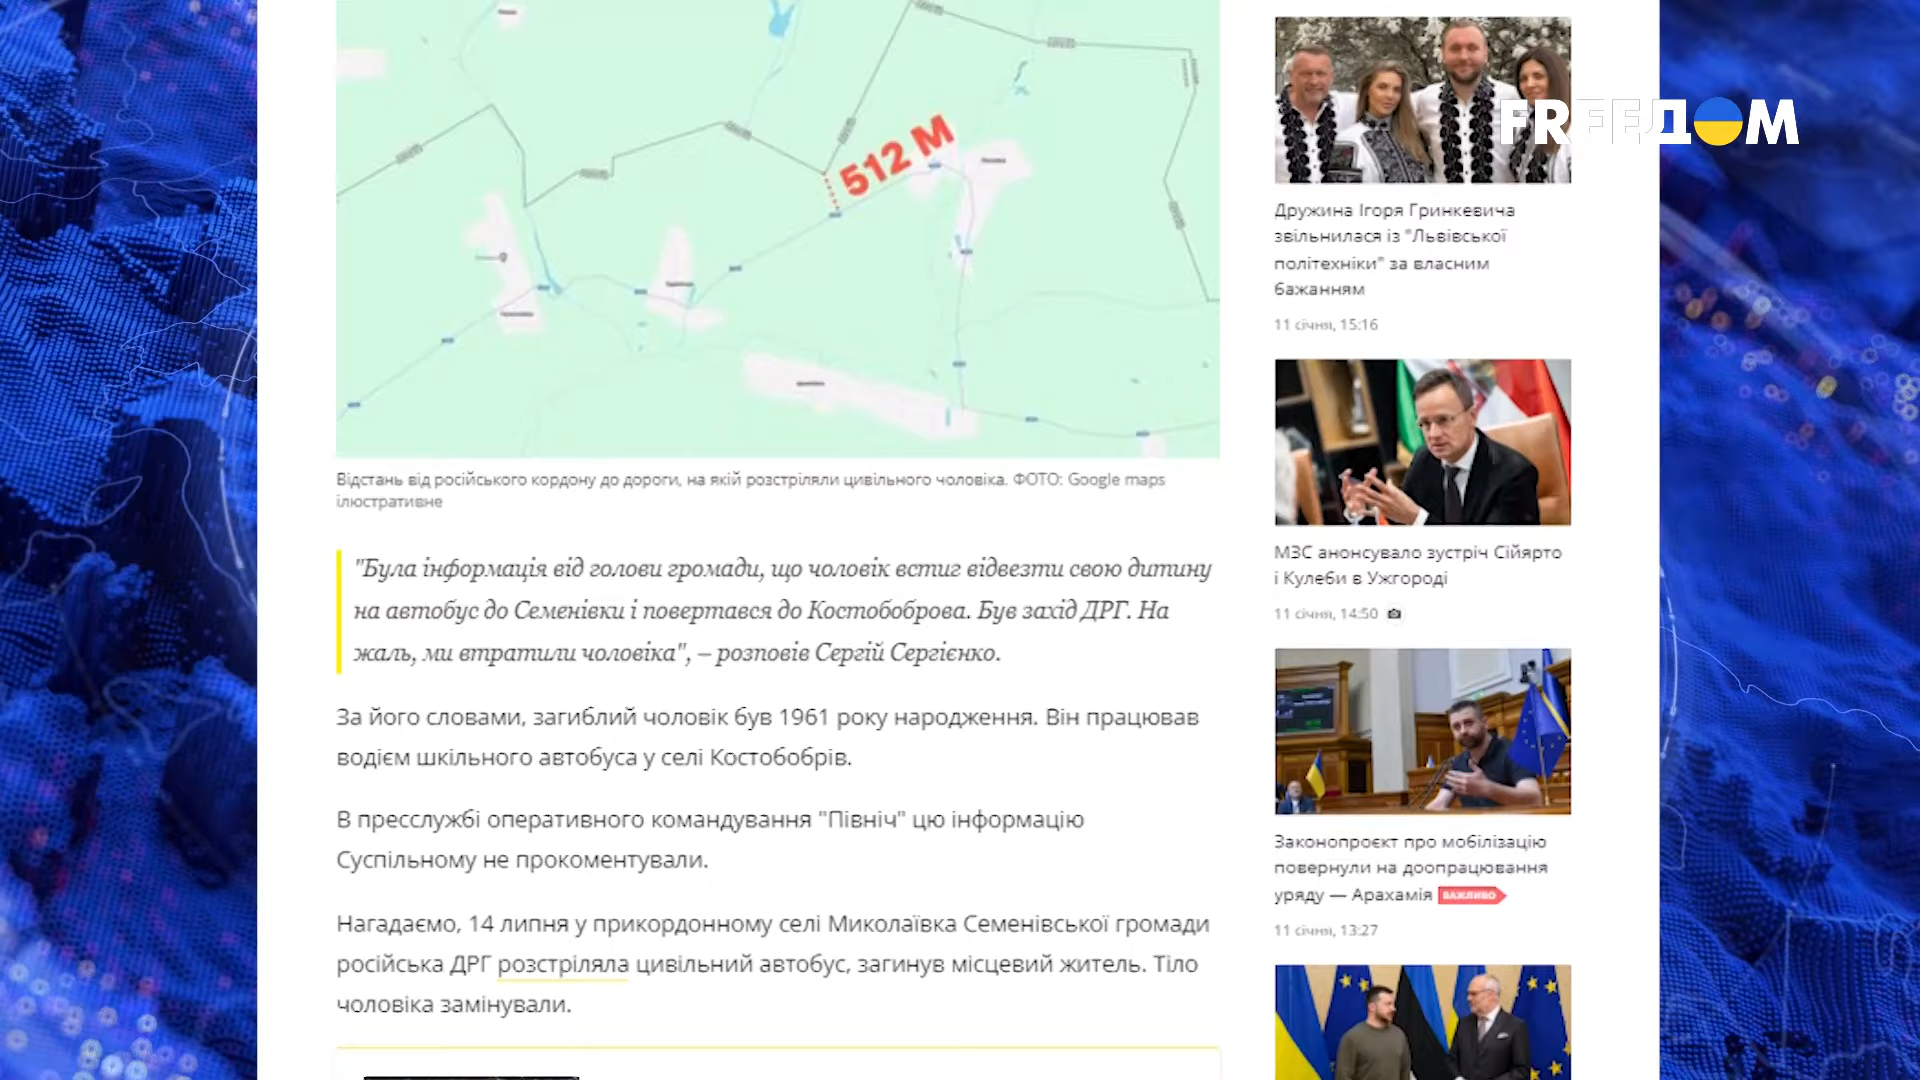 512 М
Відстань від російського кордону до дороги, на якій розстріляли цивільного чоловіка. ФОТО: Google maps
ілюстративне
"Була інформація від голови громади, що чоловік встиг відвезти свою дитину
на автобус до Семенівки і повертався до Костобоброва. Був захід ДРГ. На
жаль, ми втратили чоловіка", – розповів Сергій Сергієнко.
За його словами, загиблий чоловік був 1961 року народження. Він працював
водієм шкільного автобуса у селі Костобобрів.
В пресслужбі оперативного командування "Північ" цю інформацію
Суспільному не прокоментували.
Нагадаємо, 14 липня у прикордонному селі Миколаївка Семенівської громади
російська ДРГ розстріляла цивільний автобус, загинув місцевий житель. Тіло
чоловіка замінували.
FREEДОМ
Дружина Ігоря Гринкевича
звільнилася із "Львівської
політехніки" за власним
бажанням
11 січня, 15:16
МЗС анонсувало зустріч Сійярто
і Кулеби в Ужгороді
11 січня, 14:50
Законопроєкт про мобілізацію
повернули на доопрацювання
уряду — Арахамія ВАЖЛИВО
11 січня, 13:27